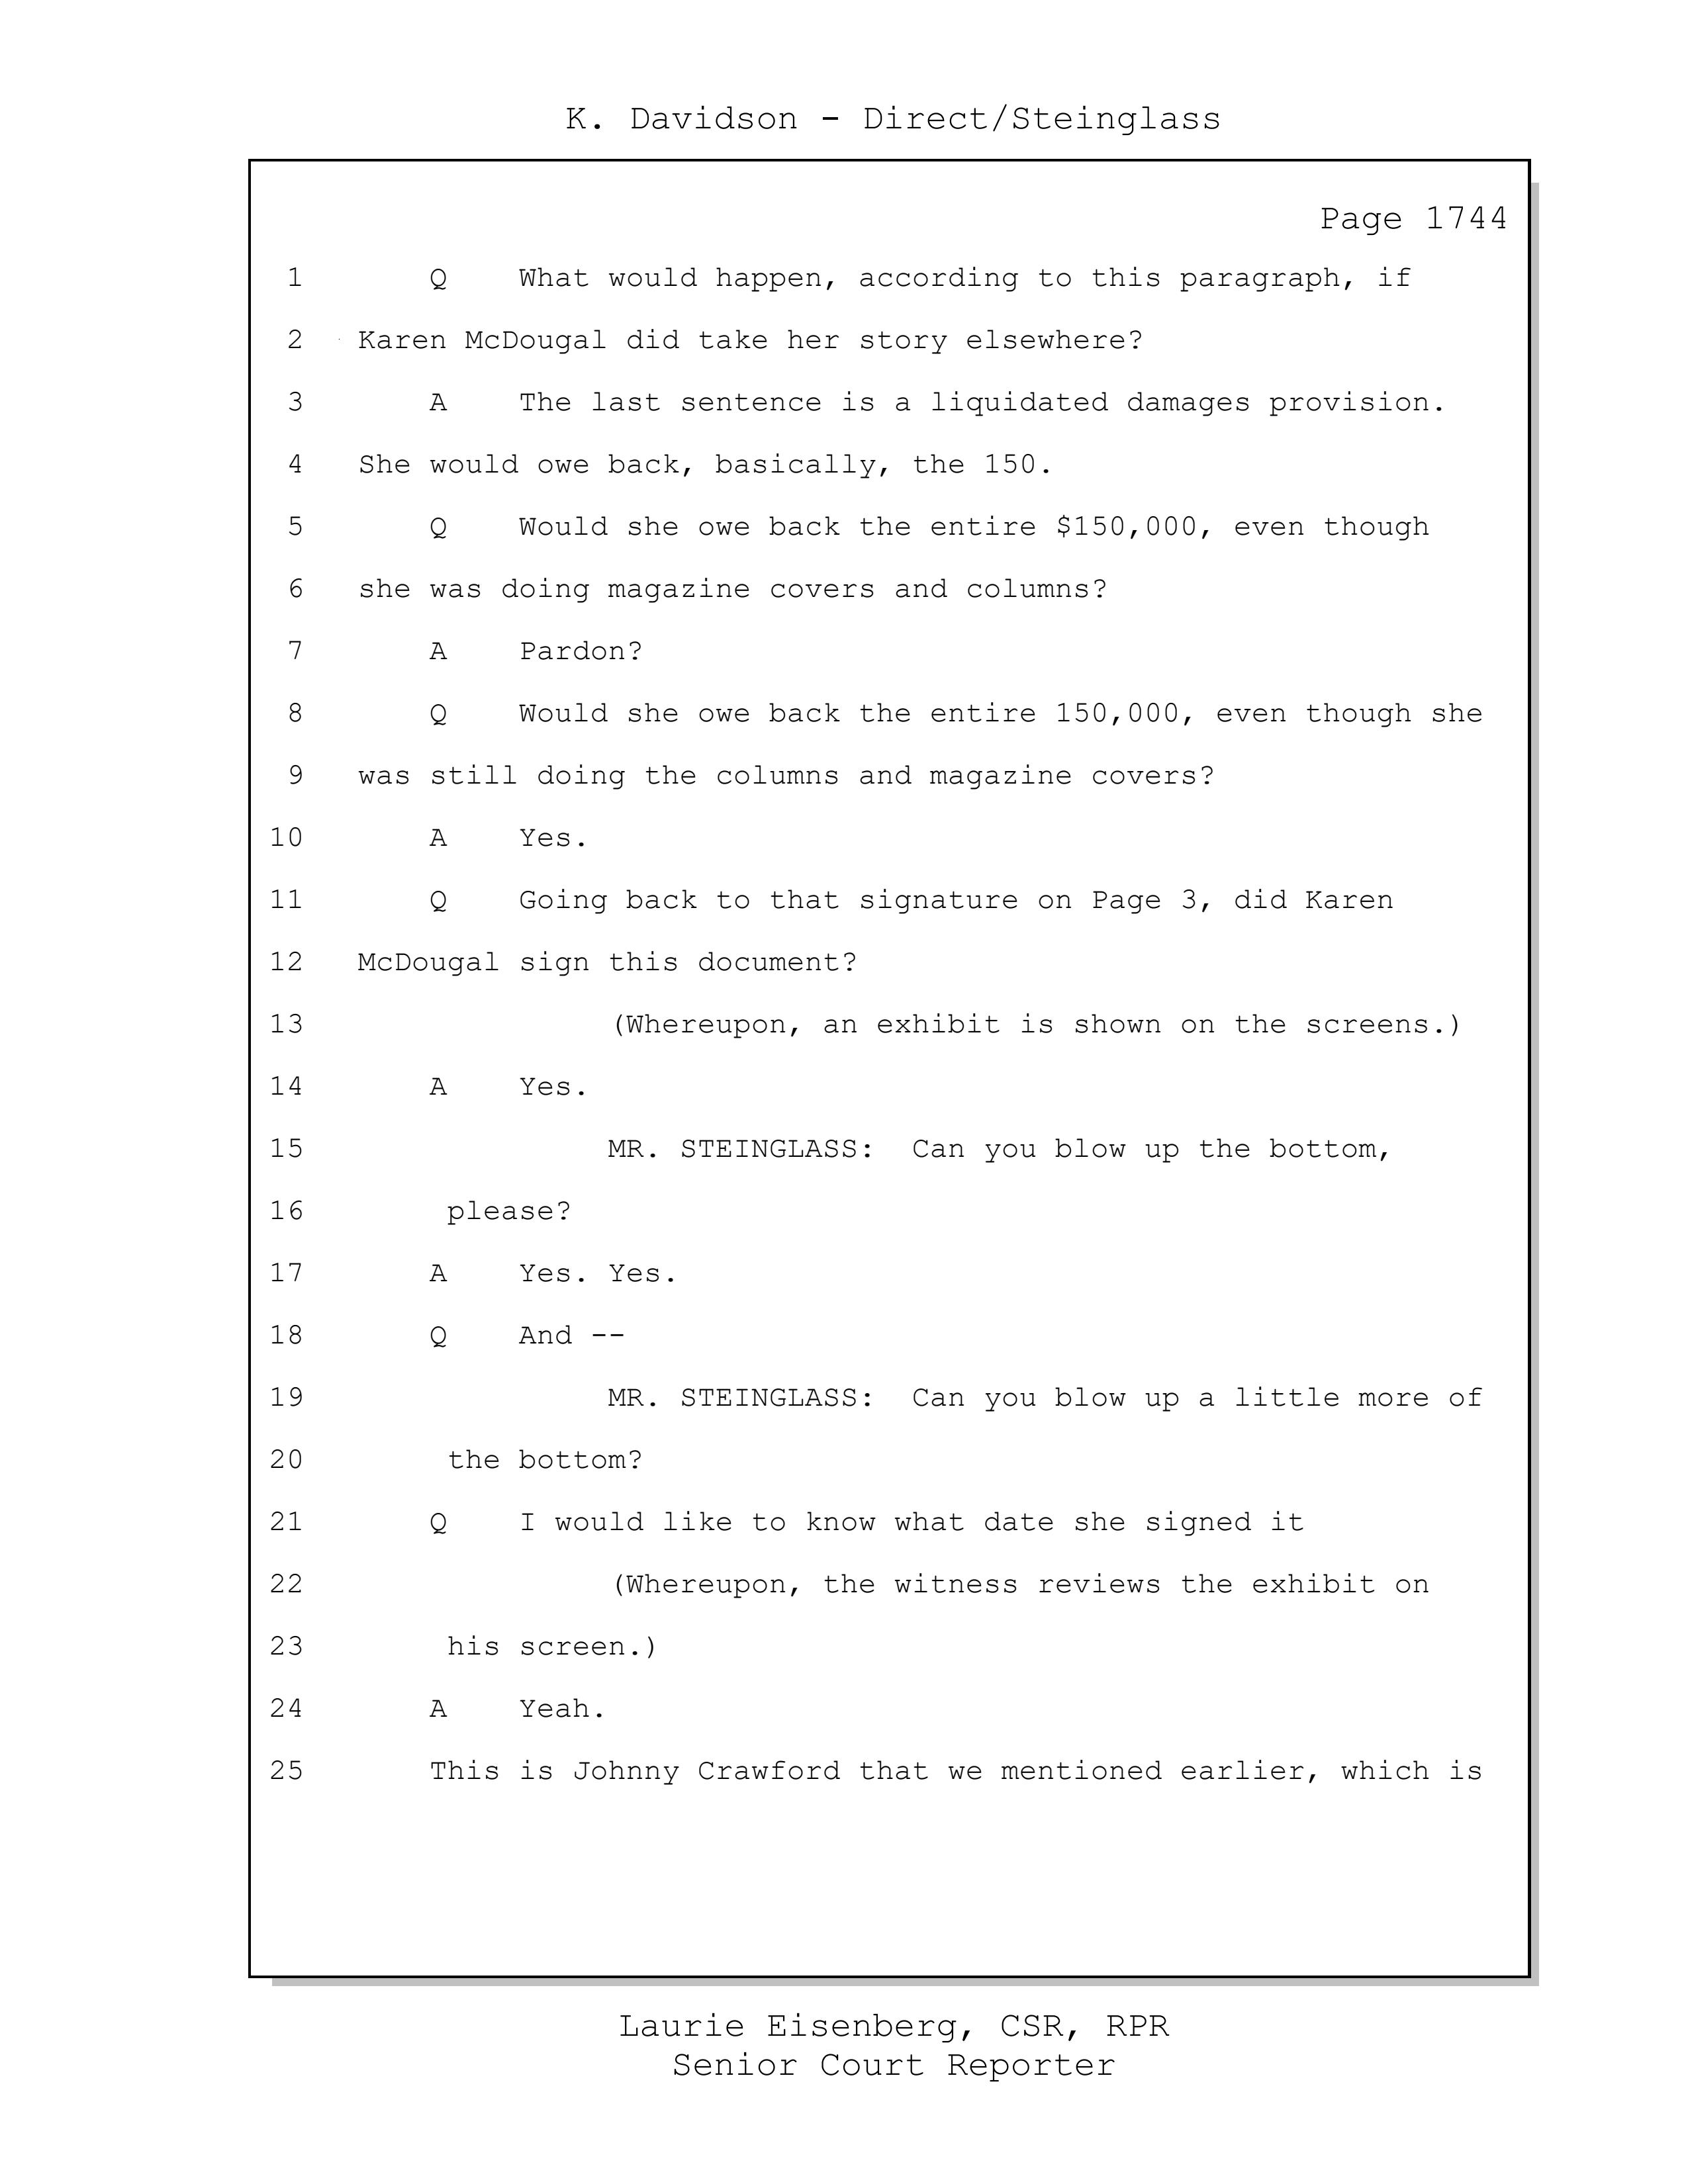 K. Davidson - Direct/Steinglass
Page 1744
1 Q What would happen, according to this paragraph, if
2 Karen McDougal did take her story elsewhere?
3 A The last sentence is a liquidated damages provision.
4 She would owe back, basically, the 150.
5 Q Would she owe back the entire $150,000, even though
6 she was doing magazine covers and columns?
7 A Pardon?
8 Q Would she owe back the entire 150,000, even though she
9 was still doing the columns and magazine covers?
10 A Yes.
11 Q Going back to that signature on Page 3, did Karen
12 McDougal sign this document?
13 (Whereupon, an exhibit is shown on the screens.)
14 A Yes.
15 MR. STEINGLASS: Can you blow up the bottom,
16 please?
17 A Yes. Yes.
18 Q And --
19 MR. STEINGLASS: Can you blow up a little more of
20 the bottom?
21 Q I would like to know what date she signed it
22 (Whereupon, the witness reviews the exhibit on
23 his screen.)
24 A Yeah.
25 This is Johnny Crawford that we mentioned earlier, which is
Laurie Eisenberg, CSR, RPR
Senior Court Reporter